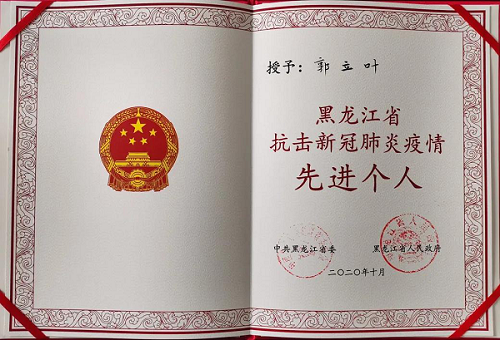 授予：郭立叶
黑龙江省
抗击新冠肺炎疫情
先进个人
中共黑龙江省委 黑龙江省人民政府
二〇二〇年十月